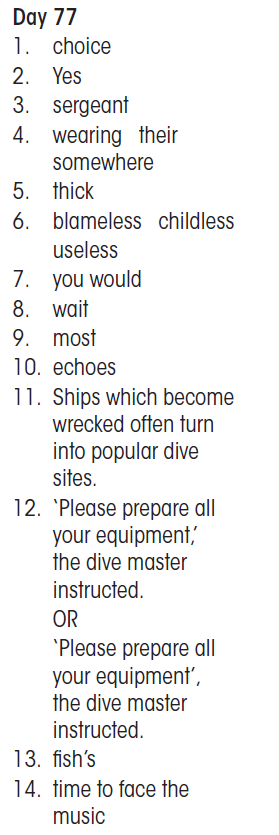 Day 77
1. choice
2. Yes
3. sergeant
4. wearing their
somewhere
5. thick
6. blameless childless
useless
7. you would
8. wait
9. most
10. echoes
11. Ships which become
wrecked often turn
into popular dive
sites.
12. ‘Please prepare all
your equipment,’
the dive master
instructed.
OR
‘Please prepare all
your equipment’,
the dive master
instructed.
13. fish’s
14. time to face the
music